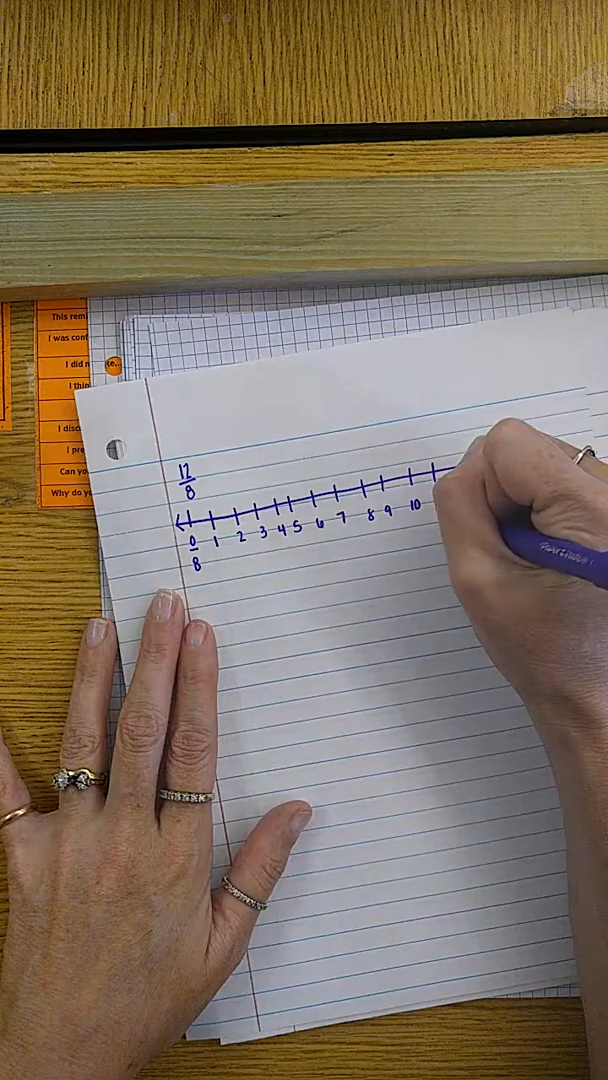 This rem
I was con
I did n
I thin
I disc
I pre
Can yo
Why do yo
12
8
0 1 2 3 4 5 6 7 8 9 10
8